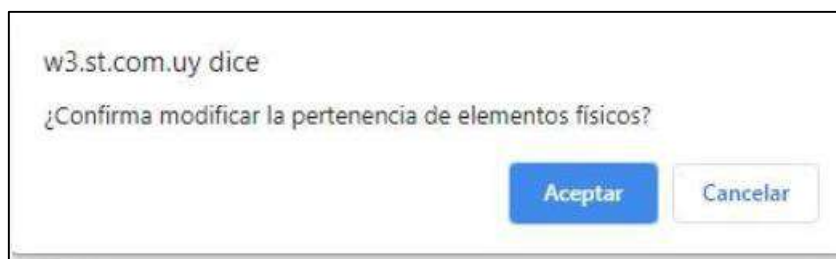 w3.st.com.uy dice
¿Confirma modificar la pertenencia de elementos físicos?
Aceptar Cancelar